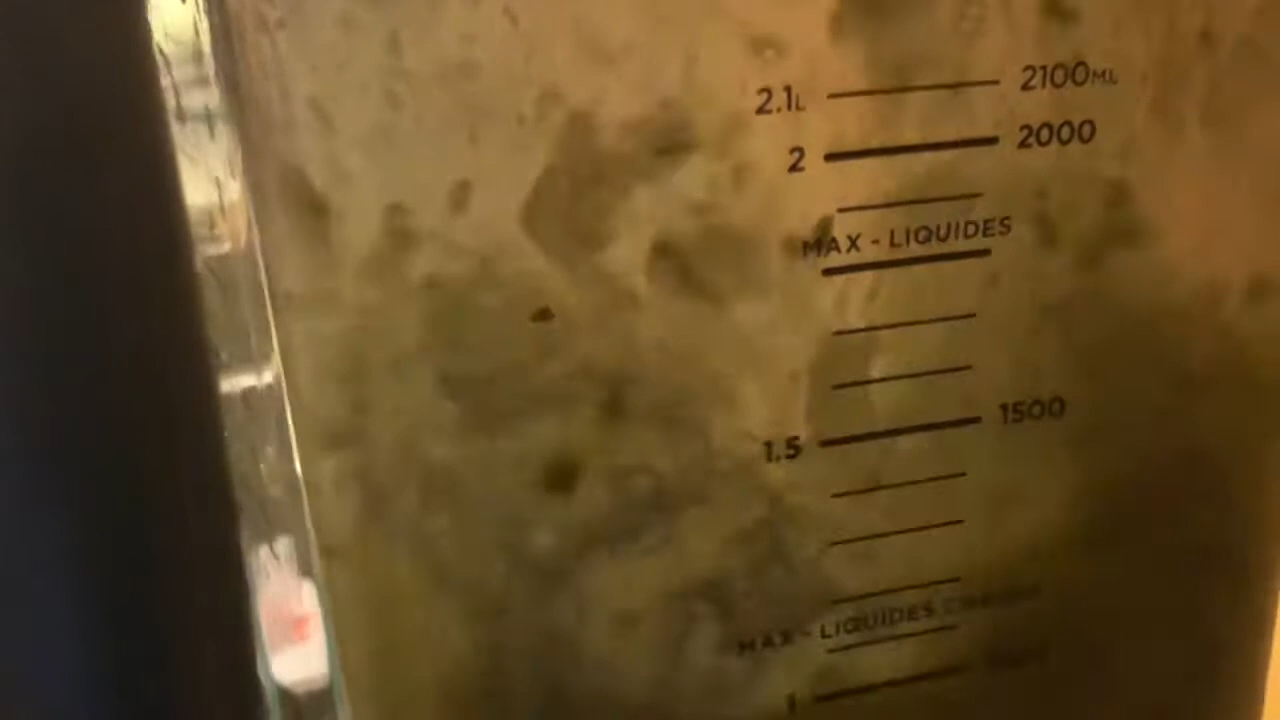 2.1L 2100ML
2 2000
MAX - LIQUIDES
1.5 1500
MAX - LIQUIDES
1